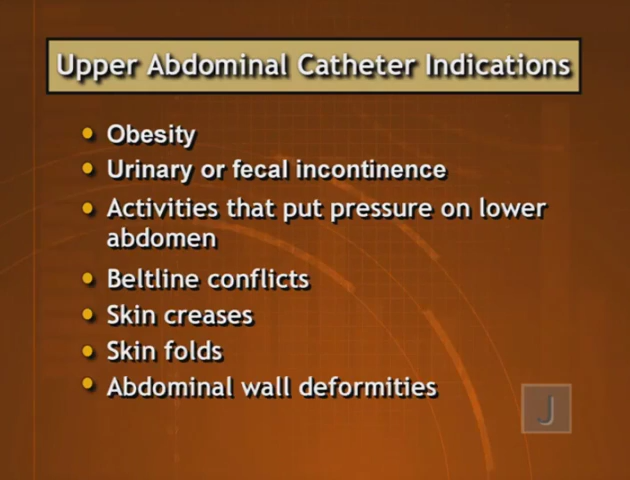 Upper Abdominal Catheter Indications
Obesity
Urinary or fecal incontinence
Activities that put pressure on lower
abdomen
Beltline conflicts
Skin creases
Skin folds
Abdominal wall deformities
J